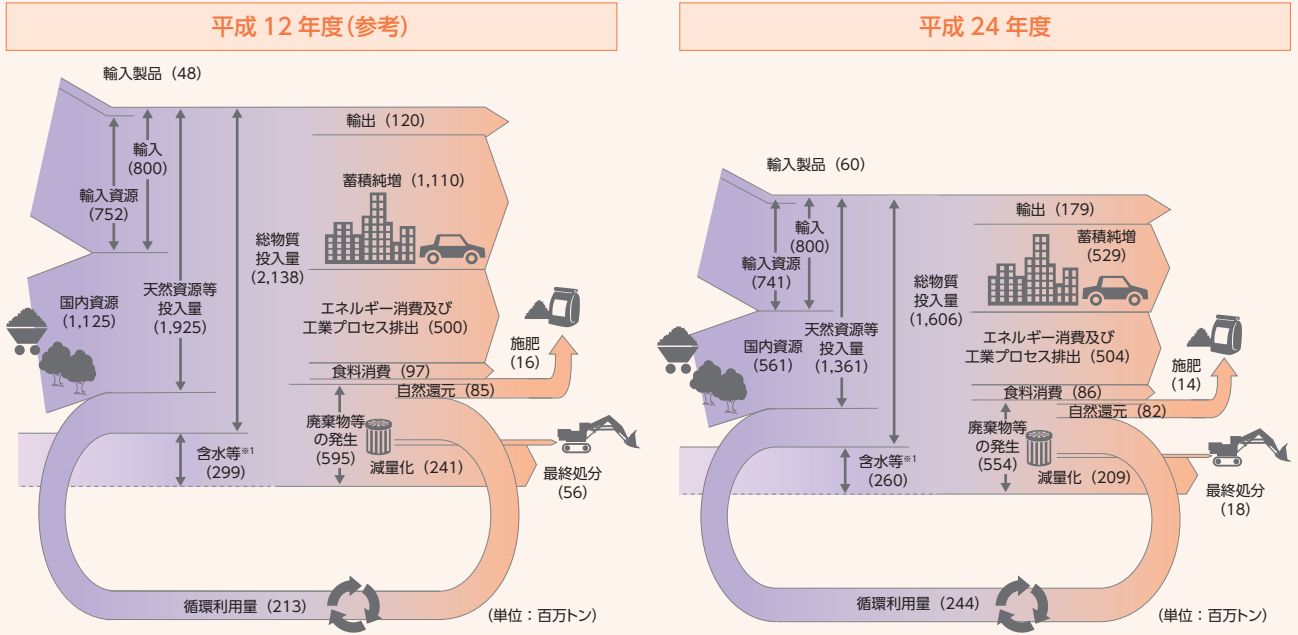 平成 12 年度(参考)
輸入製品（48）
輸出（120）
輸入
（800）
輸入資源
（752）
蓄積純増（1,110）
総物質
投入量
（2,138）
国内資源
（1,125）
天然資源等
投入量
（1,925）
エネルギー消費及び
工業プロセス排出（500）
施肥
（16）
食料消費（97）
自然還元（85）
廃棄物等
の発生
（595）
含水等※1
（299）
減量化（241）
最終処分
（56）
循環利用量（213）
（単位：百万トン）
平成 24 年度
輸入製品（60）
輸出（179）
輸入
（800）
輸入資源
（741）
蓄積純増
（529）
総物質
投入量
（1,606）
国内資源
（561）
天然資源等
投入量
（1,361）
エネルギー消費及び
工業プロセス排出（504）
施肥
（14）
食料消費（86）
自然還元（82）
廃棄物等
の発生
（554）
含水等※1
（260）
減量化（209）
最終処分
（18）
循環利用量（244）
（単位：百万トン）